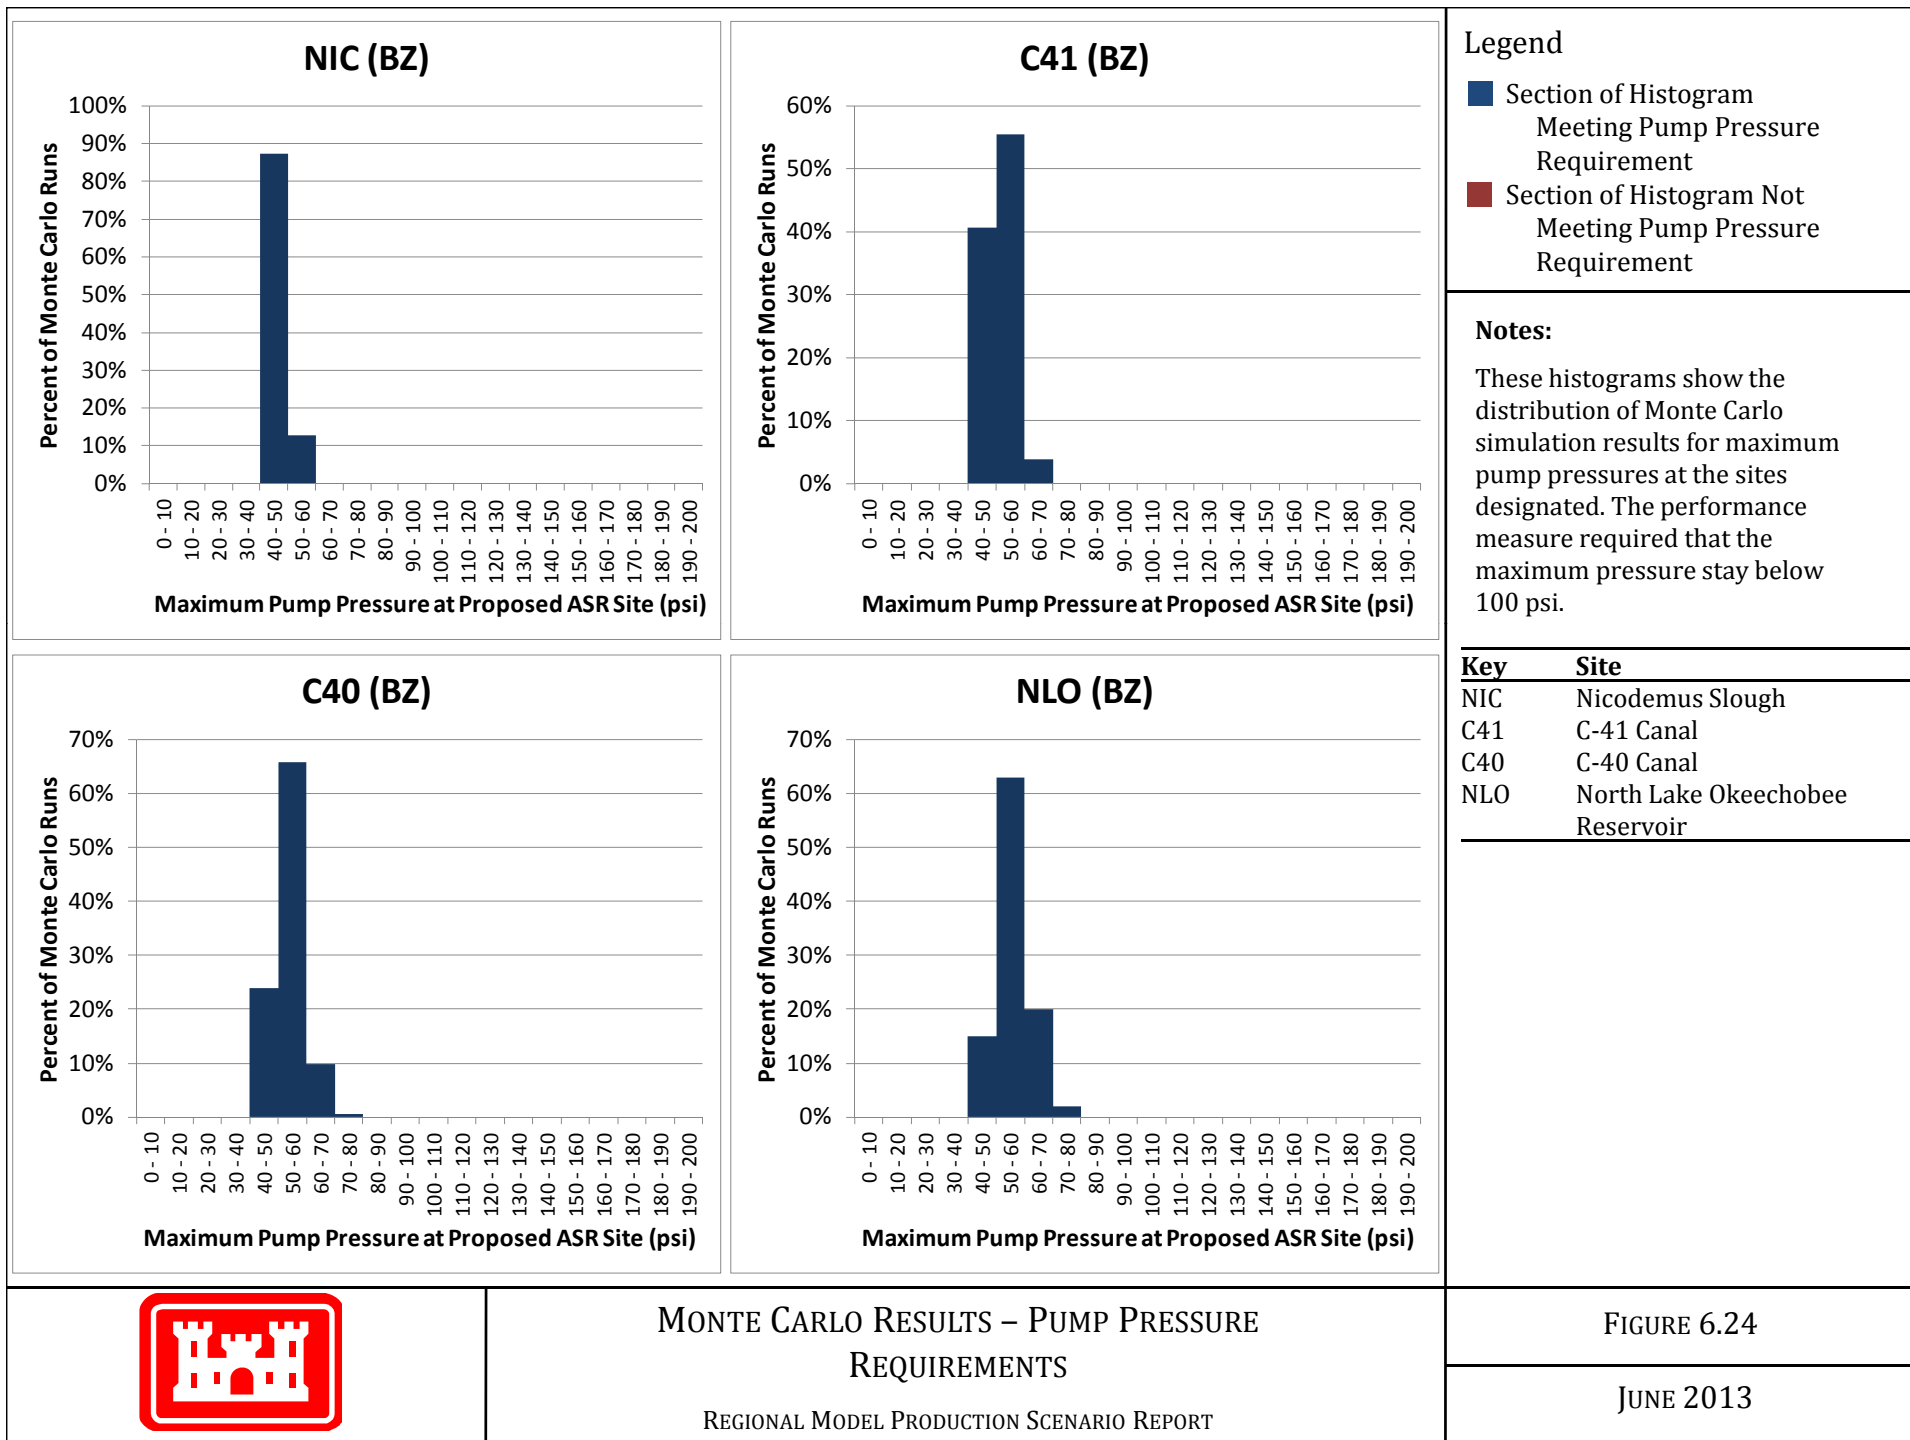 NIC (BZ)
100%
90%
80%
70%
60%
50%
40%
30%
20%
10%
0%
Percent of Monte Carlo Runs
0 - 10
10 - 20
20 - 30
30 - 40
40 - 50
50 - 60
60 - 70
70 - 80
80 - 90
90 - 100
100 - 110
110 - 120
120 - 130
130 - 140
140 - 150
150 - 160
160 - 170
170 - 180
180 - 190
190 - 200
Maximum Pump Pressure at Proposed ASR Site (psi)
C41 (BZ)
60%
50%
40%
30%
20%
10%
0%
Percent of Monte Carlo Runs
0 - 10
10 - 20
20 - 30
30 - 40
40 - 50
50 - 60
60 - 70
70 - 80
80 - 90
90 - 100
100 - 110
110 - 120
120 - 130
130 - 140
140 - 150
150 - 160
160 - 170
170 - 180
180 - 190
190 - 200
Maximum Pump Pressure at Proposed ASR Site (psi)
C40 (BZ)
70%
60%
50%
40%
30%
20%
10%
0%
Percent of Monte Carlo Runs
0 - 10
10 - 20
20 - 30
30 - 40
40 - 50
50 - 60
60 - 70
70 - 80
80 - 90
90 - 100
100 - 110
110 - 120
120 - 130
130 - 140
140 - 150
150 - 160
160 - 170
170 - 180
180 - 190
190 - 200
Maximum Pump Pressure at Proposed ASR Site (psi)
NLO (BZ)
70%
60%
50%
40%
30%
20%
10%
0%
Percent of Monte Carlo Runs
0 - 10
10 - 20
20 - 30
30 - 40
40 - 50
50 - 60
60 - 70
70 - 80
80 - 90
90 - 100
100 - 110
110 - 120
120 - 130
130 - 140
140 - 150
150 - 160
160 - 170
170 - 180
180 - 190
190 - 200
Maximum Pump Pressure at Proposed ASR Site (psi)
Legend
Section of Histogram
Meeting Pump Pressure
Requirement
Section of Histogram Not
Meeting Pump Pressure
Requirement
Notes:
These histograms show the
distribution of Monte Carlo
simulation results for maximum
pump pressures at the sites
designated. The performance
measure required that the
maximum pressure stay below
100 psi.
Key Site
NIC Nicodemus Slough
C41 C-41 Canal
C40 C-40 Canal
NLO North Lake Okeechobee
Reservoir
MONTE CARLO RESULTS – PUMP PRESSURE
REQUIREMENTS
REGIONAL MODEL PRODUCTION SCENARIO REPORT
FIGURE 6.24
JUNE 2013